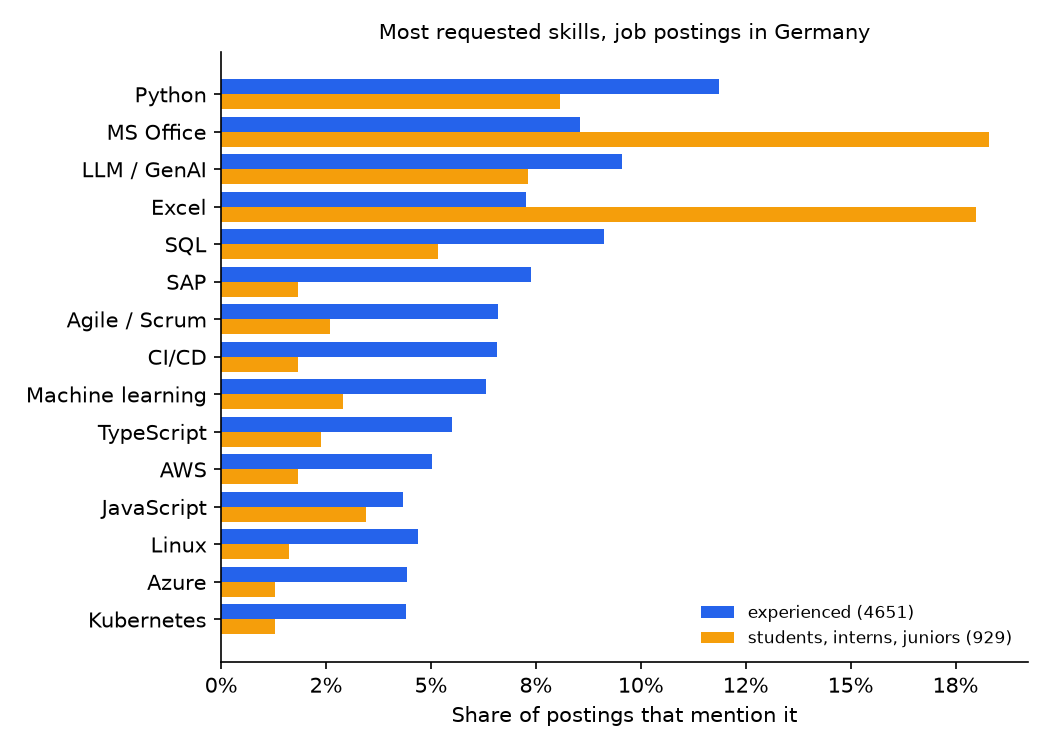 Most requested skills, job postings in Germany
Python
MS Office
LLM / GenAI
Excel
SQL
SAP
Agile / Scrum
CI/CD
Machine learning
TypeScript
AWS
JavaScript
Linux
Azure
Kubernetes
experienced (4651)
students, interns, juniors (929)
0% 2% 5% 8% 10% 12% 15% 18%
Share of postings that mention it